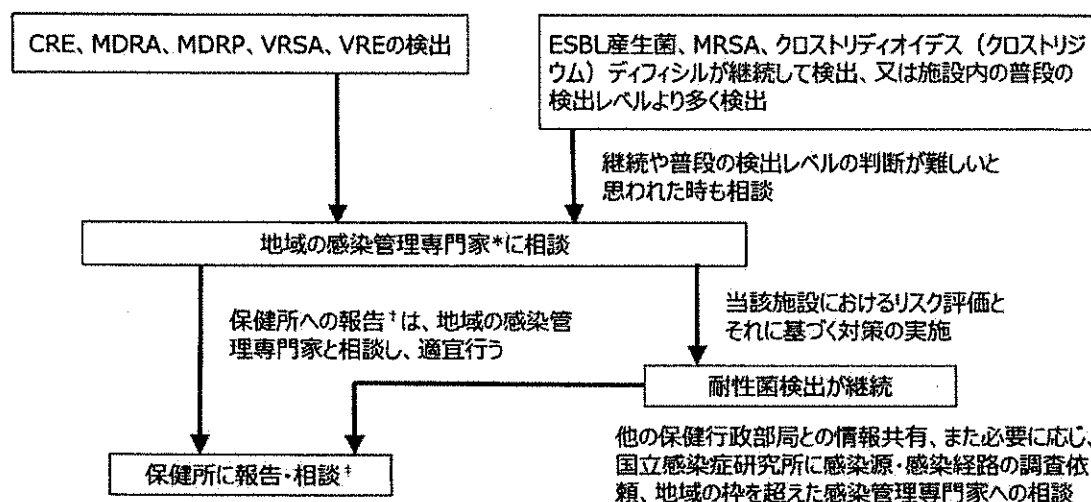 CRE、MDRA、MDRP、VRSA、VREの検出
ESBL産生菌、MRSA、クロストリディオイデス（クロストリジ
ウム）ディフィシルが継続して検出、又は施設内の普段の
検出レベルより多く検出
継続や普段の検出レベルの判断が難しいと
思われた時も相談
地域の感染管理専門家*に相談
保健所への報告‡は、地域の感染管
理専門家と相談し、適宜行う
当該施設におけるリスク評価と
それに基づく対策の実施
耐性菌検出が継続
保健所に報告・相談‡
他の保健行政部局との情報共有、また必要に応じ、
国立感染症研究所に感染源・感染経路の調査依
頼、地域の枠を超えた感染管理専門家への相談